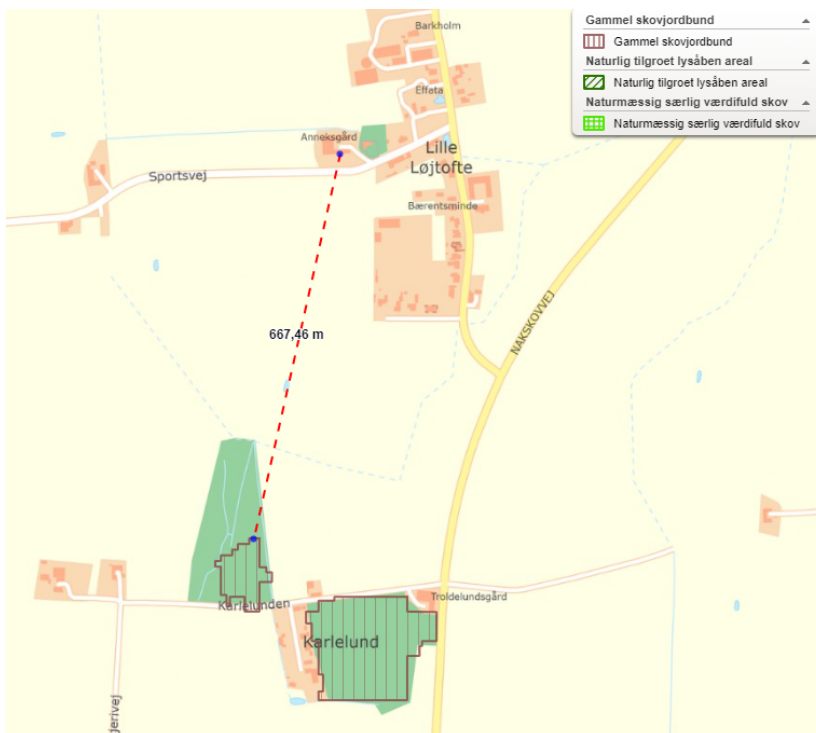 Barkholm
Effata
Anneksgård
Lille
Løjtofte
Sportsvej
Bærentsminde
NAKSKOVVEJ
667,46 m
Karlelunden
Troldelundsgård
Karlelund
gerivej
Gammel skovjordbund
Gammel skovjordbund
Naturlig tilgroet lysåben areal
Naturlig tilgroet lysåben areal
Naturmæssig særlig værdifuld skov
Naturmæssig særlig værdifuld skov